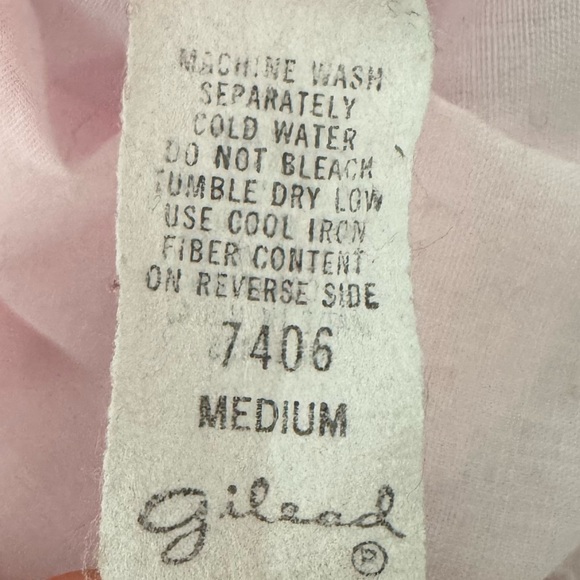 MACHINE WASH
SEPARATELY
COLD WATER
DO NOT BLEACH
TUMBLE DRY LOW
USE COOL IRON
FIBER CONTENT
ON REVERSE SIDE
7406
MEDIUM
gilead
Ⓟ